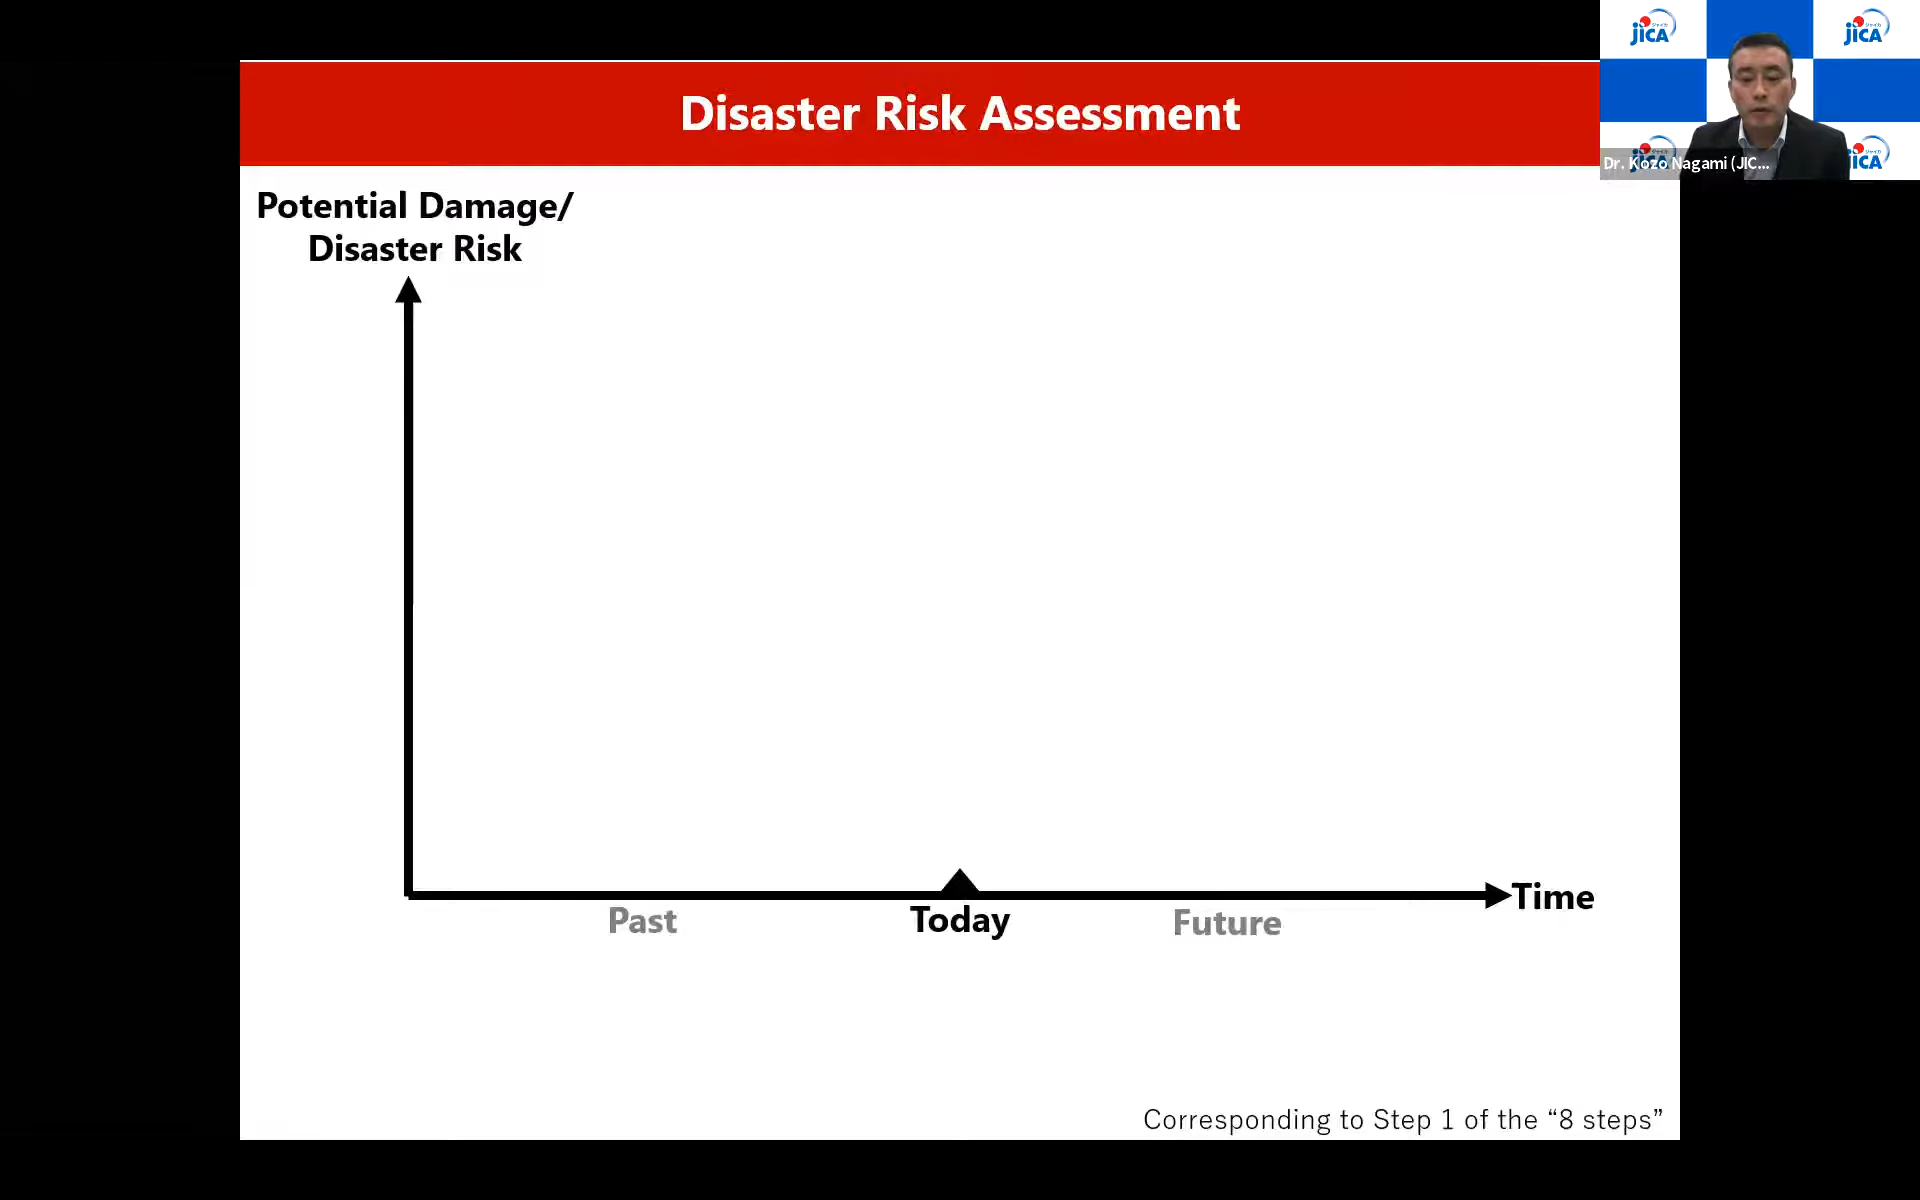 Disaster Risk Assessment
JICA
JICA
Dr. Kozo Nagami (JIC...
JICA
JICA
Potential Damage/
Disaster Risk
Time
Past
Today
Future
Corresponding to Step 1 of the “8 steps”